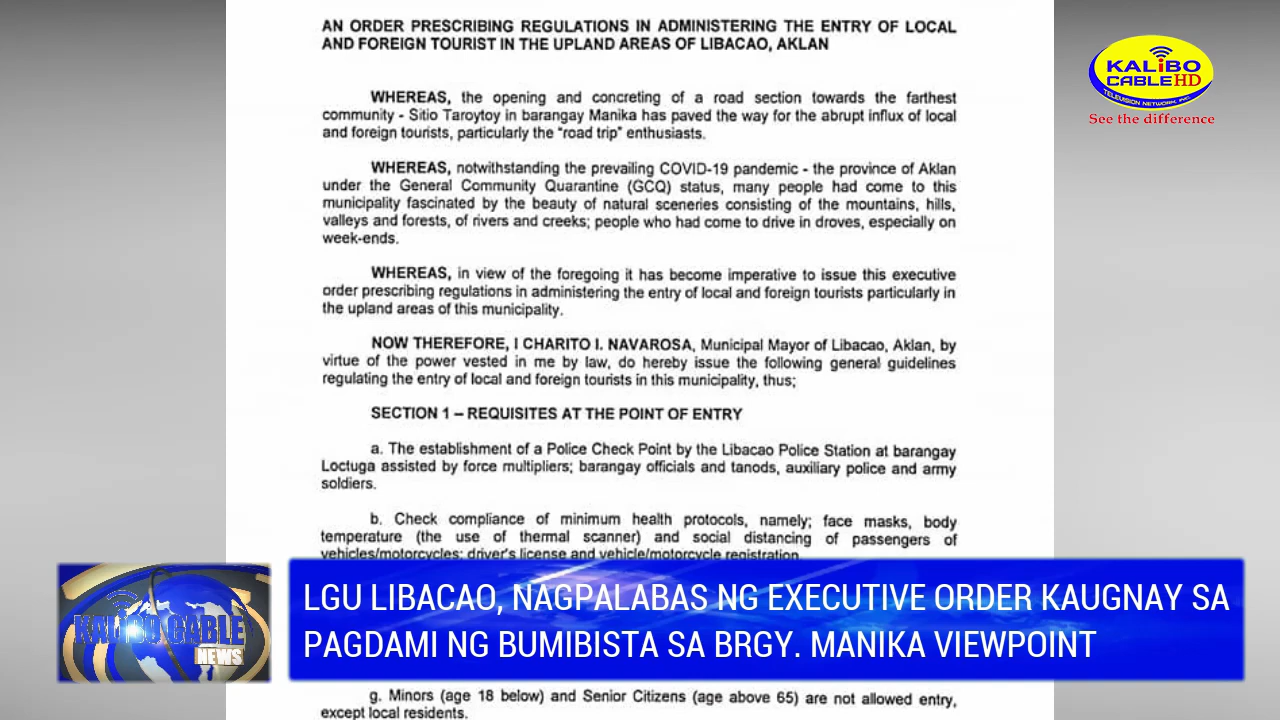 AN ORDER PRESCRIBING REGULATIONS IN ADMINISTERING THE ENTRY OF LOCAL
AND FOREIGN TOURIST IN THE UPLAND AREAS OF LIBACAO, AKLAN
KALiBO
CABLE HD
TELEVISION NETWORK, INC.
See the difference
WHEREAS, the opening and concreting of a road section towards the farthest
community - Sitio Taroytoy in barangay Manika has paved the way for the abrupt influx of local
and foreign tourists, particularly the "road trip" enthusiasts.
WHEREAS, notwithstanding the prevailing COVID-19 pandemic - the province of Aklan
under the General Community Quarantine (GCQ) status, many people had come to this
municipality fascinated by the beauty of natural sceneries consisting of the mountains, hills,
valleys and forests, of rivers and creeks; people who had come to drive in droves, especially on
week-ends.
WHEREAS, in view of the foregoing it has become imperative to issue this executive
order prescribing regulations in administering the entry of local and foreign tourists particularly in
the upland areas of this municipality.
NOW THEREFORE, I CHARITO I. NAVAROSA, Municipal Mayor of Libacao, Aklan, by
virtue of the power vested in me by law, do hereby issue the following general guidelines
regulating the entry of local and foreign tourists in this municipality, thus;
SECTION 1 – REQUISITES AT THE POINT OF ENTRY
a. The establishment of a Police Check Point by the Libacao Police Station at barangay
Loctuga assisted by force multipliers; barangay officials and tanods, auxiliary police and army
soldiers.
b. Check compliance of minimum health protocols, namely; face masks, body
temperature (the use of thermal scanner) and social distancing of passengers of
vehicles/motorcycles; driver's license and vehicle/motorcycle registration.
KALIBO CABLE
NEWS
LGU LIBACAO, NAGPALABAS NG EXECUTIVE ORDER KAUGNAY SA
PAGDAMI NG BUMIBISTA SA BRGY. MANIKA VIEWPOINT
g. Minors (age 18 below) and Senior Citizens (age above 65) are not allowed entry,
except local residents.